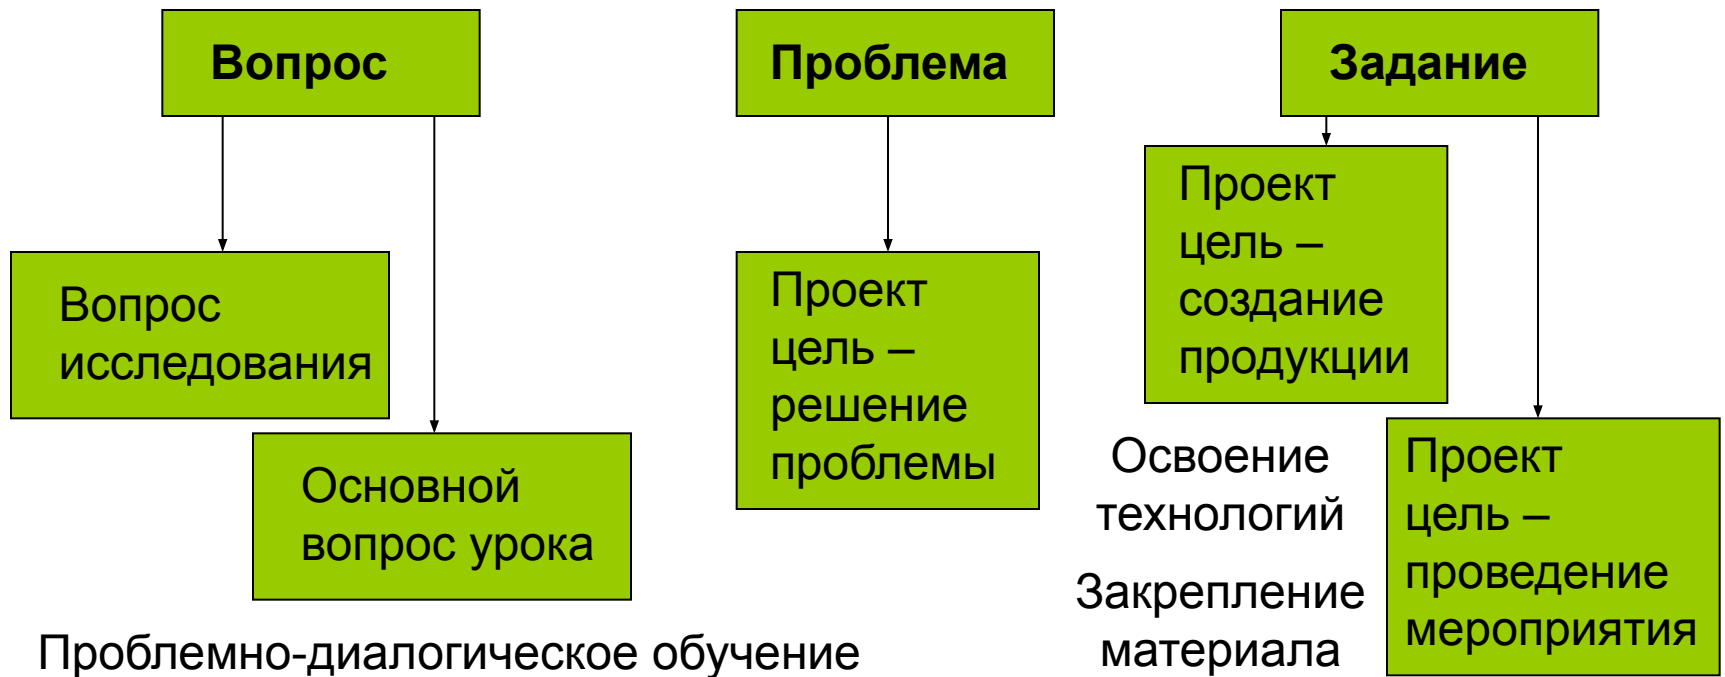 Вопрос
Проблема
Задание
Вопрос
исследования
Основной
вопрос урока
Проект
цель –
решение
проблемы
Проект
цель –
создание
продукции
Освоение
технологий
Закрепление
материала
Проект
цель –
проведение
мероприятия
Проблемно-диалогическое обучение